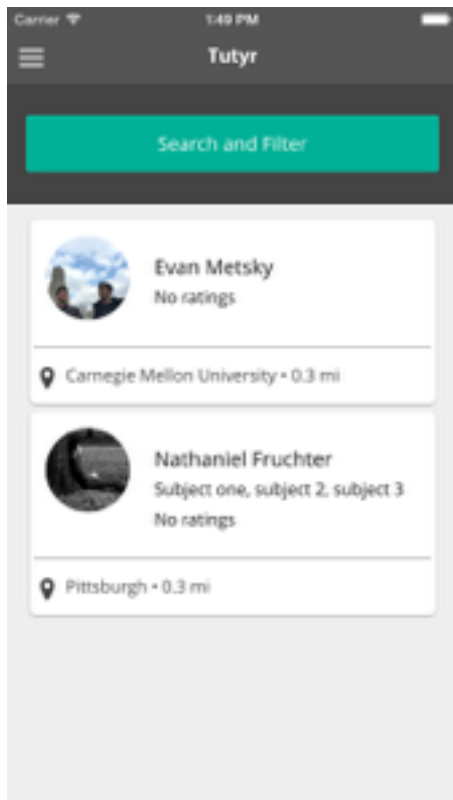 Carrier 1:49 PM
Tutyr
Search and Filter
Evan Metsky
No ratings
Carnegie Mellon University • 0.3 mi
Nathaniel Fruchter
Subject one, subject 2, subject 3
No ratings
Pittsburgh • 0.3 mi